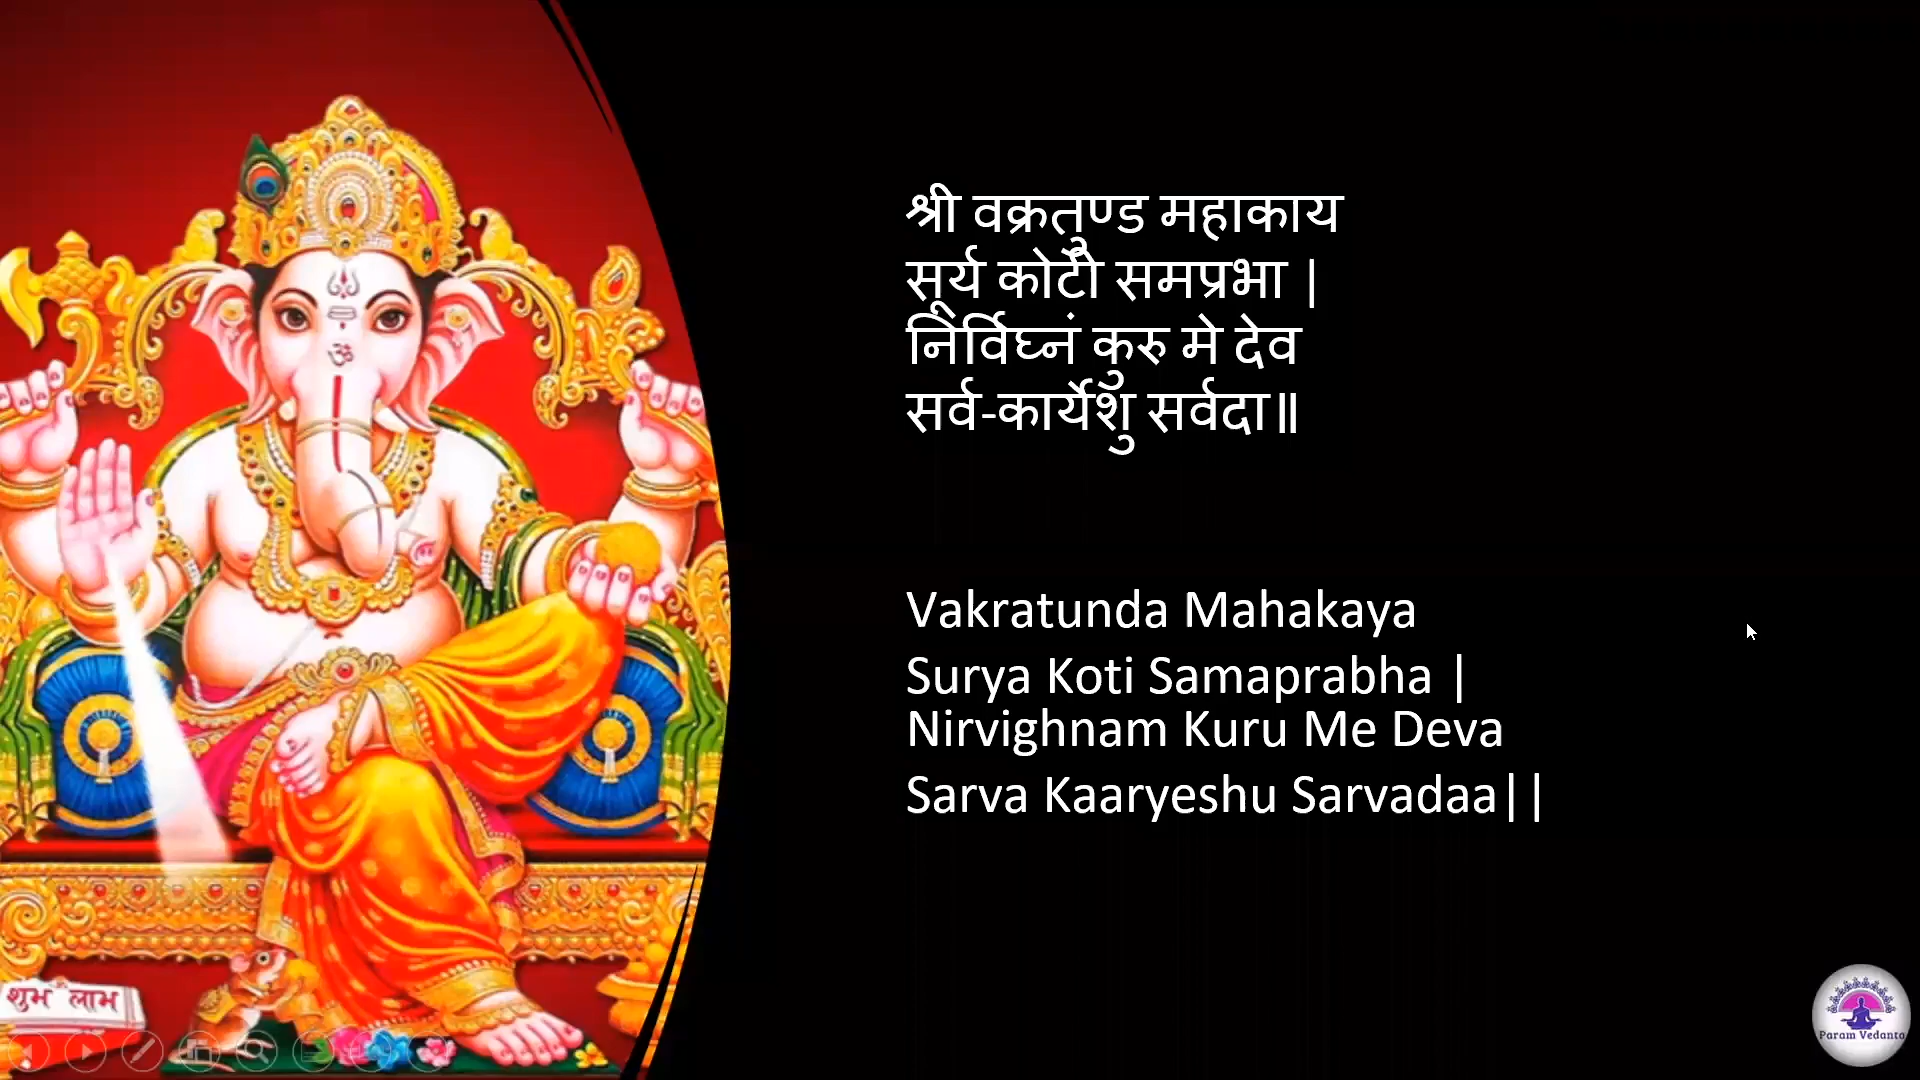 श्री वक्रतुण्ड महाकाय
सूर्य कोटी समप्रभा |
निर्विघ्नं कुरु मे देव
सर्व-कार्येशु सर्वदा॥
Vakratunda Mahakaya
Surya Koti Samaprabha |
Nirvighnam Kuru Me Deva
Sarva Kaaryeshu Sarvadaa||
ॐ
शुभ लाभ
Param Vedanta